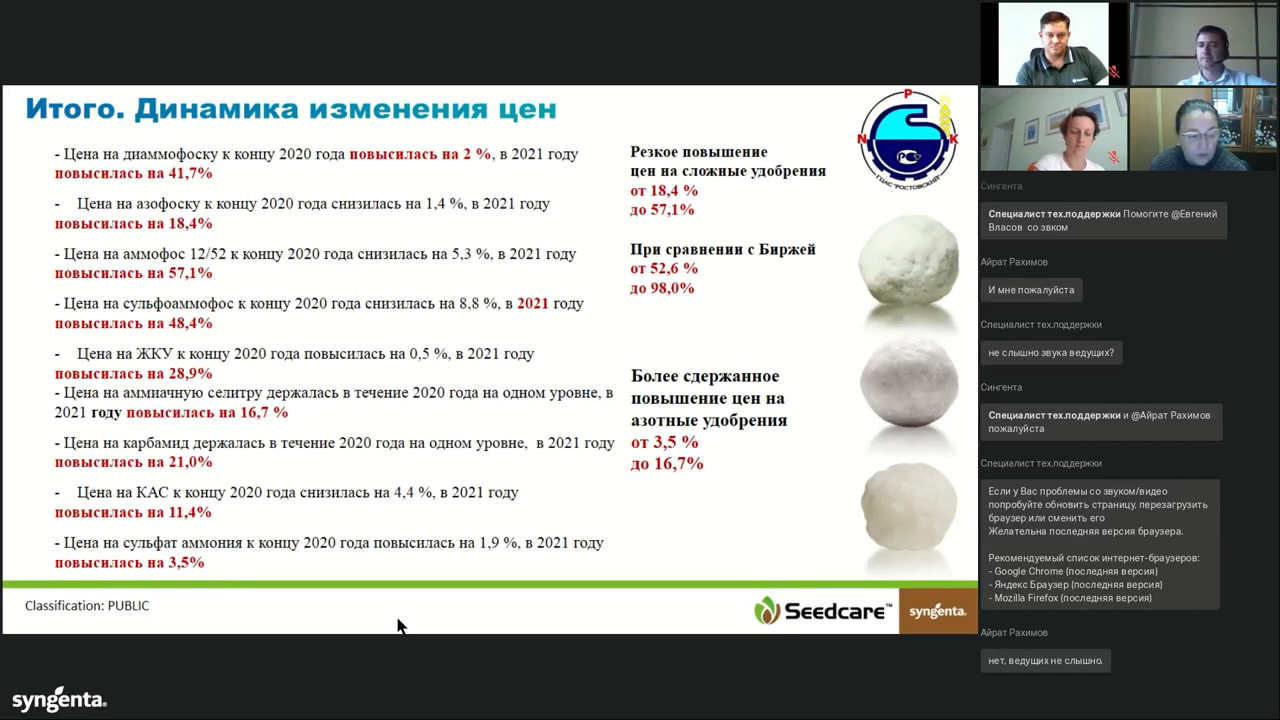 Итого. Динамика изменения цен
- Цена на диаммофоску к концу 2020 года повысилась на 2 %, в 2021 году
повысилась на 41,7%
- Цена на азофоску к концу 2020 года снизилась на 1,4 %, в 2021 году
повысилась на 18,4%
- Цена на аммофос 12/52 к концу 2020 года снизилась на 5,3 %, в 2021 году
повысилась на 57,1%
- Цена на сульфоаммофос к концу 2020 года снизилась на 8,8 %, в 2021 году
повысилась на 48,4%
- Цена на ЖКУ к концу 2020 года повысилась на 0,5 %, в 2021 году
повысилась на 28,9%
- Цена на аммиачную селитру держалась в течение 2020 года на одном уровне, в
2021 году повысилась на 16,7 %
- Цена на карбамид держалась в течение 2020 года на одном уровне, в 2021 году
повысилась на 21,0%
- Цена на КАС к концу 2020 года снизилась на 4,4 %, в 2021 году
повысилась на 11,4%
- Цена на сульфат аммония к концу 2020 года повысилась на 1,9 %, в 2021 году
повысилась на 3,5%
Резкое повышение
цен на сложные удобрения
от 18,4 %
до 57,1%
При сравнении с Биржей
от 52,6 %
до 98,0%
Более сдержанное
повышение цен на
азотные удобрения
от 3,5 %
до 16,7%
P
N
K
РС
ГЦАС "РОСТОВСКИЙ"
Classification: PUBLIC
Seedcare™
syngenta.
syngenta®
Сингента
Специалист тех.поддержки Помогите @Евгений
Власов со звком
Айрат Рахимов
И мне пожалуйста
Специалист тех.поддержки
не слышно звука ведущих?
Сингента
Специалист тех.поддержки и @Айрат Рахимов
пожалуйста
Специалист тех.поддержки
Если у Вас проблемы со звуком/видео
попробуйте обновить страницу, перезагрузить
браузер или сменить его
Желательна последняя версия браузера.
Рекомендуемый список интернет-браузеров:
- Google Chrome (последняя версия)
- Яндекс Браузер (последняя версия)
- Mozilla Firefox (последняя версия)
Айрат Рахимов
нет, ведущих не слышно.